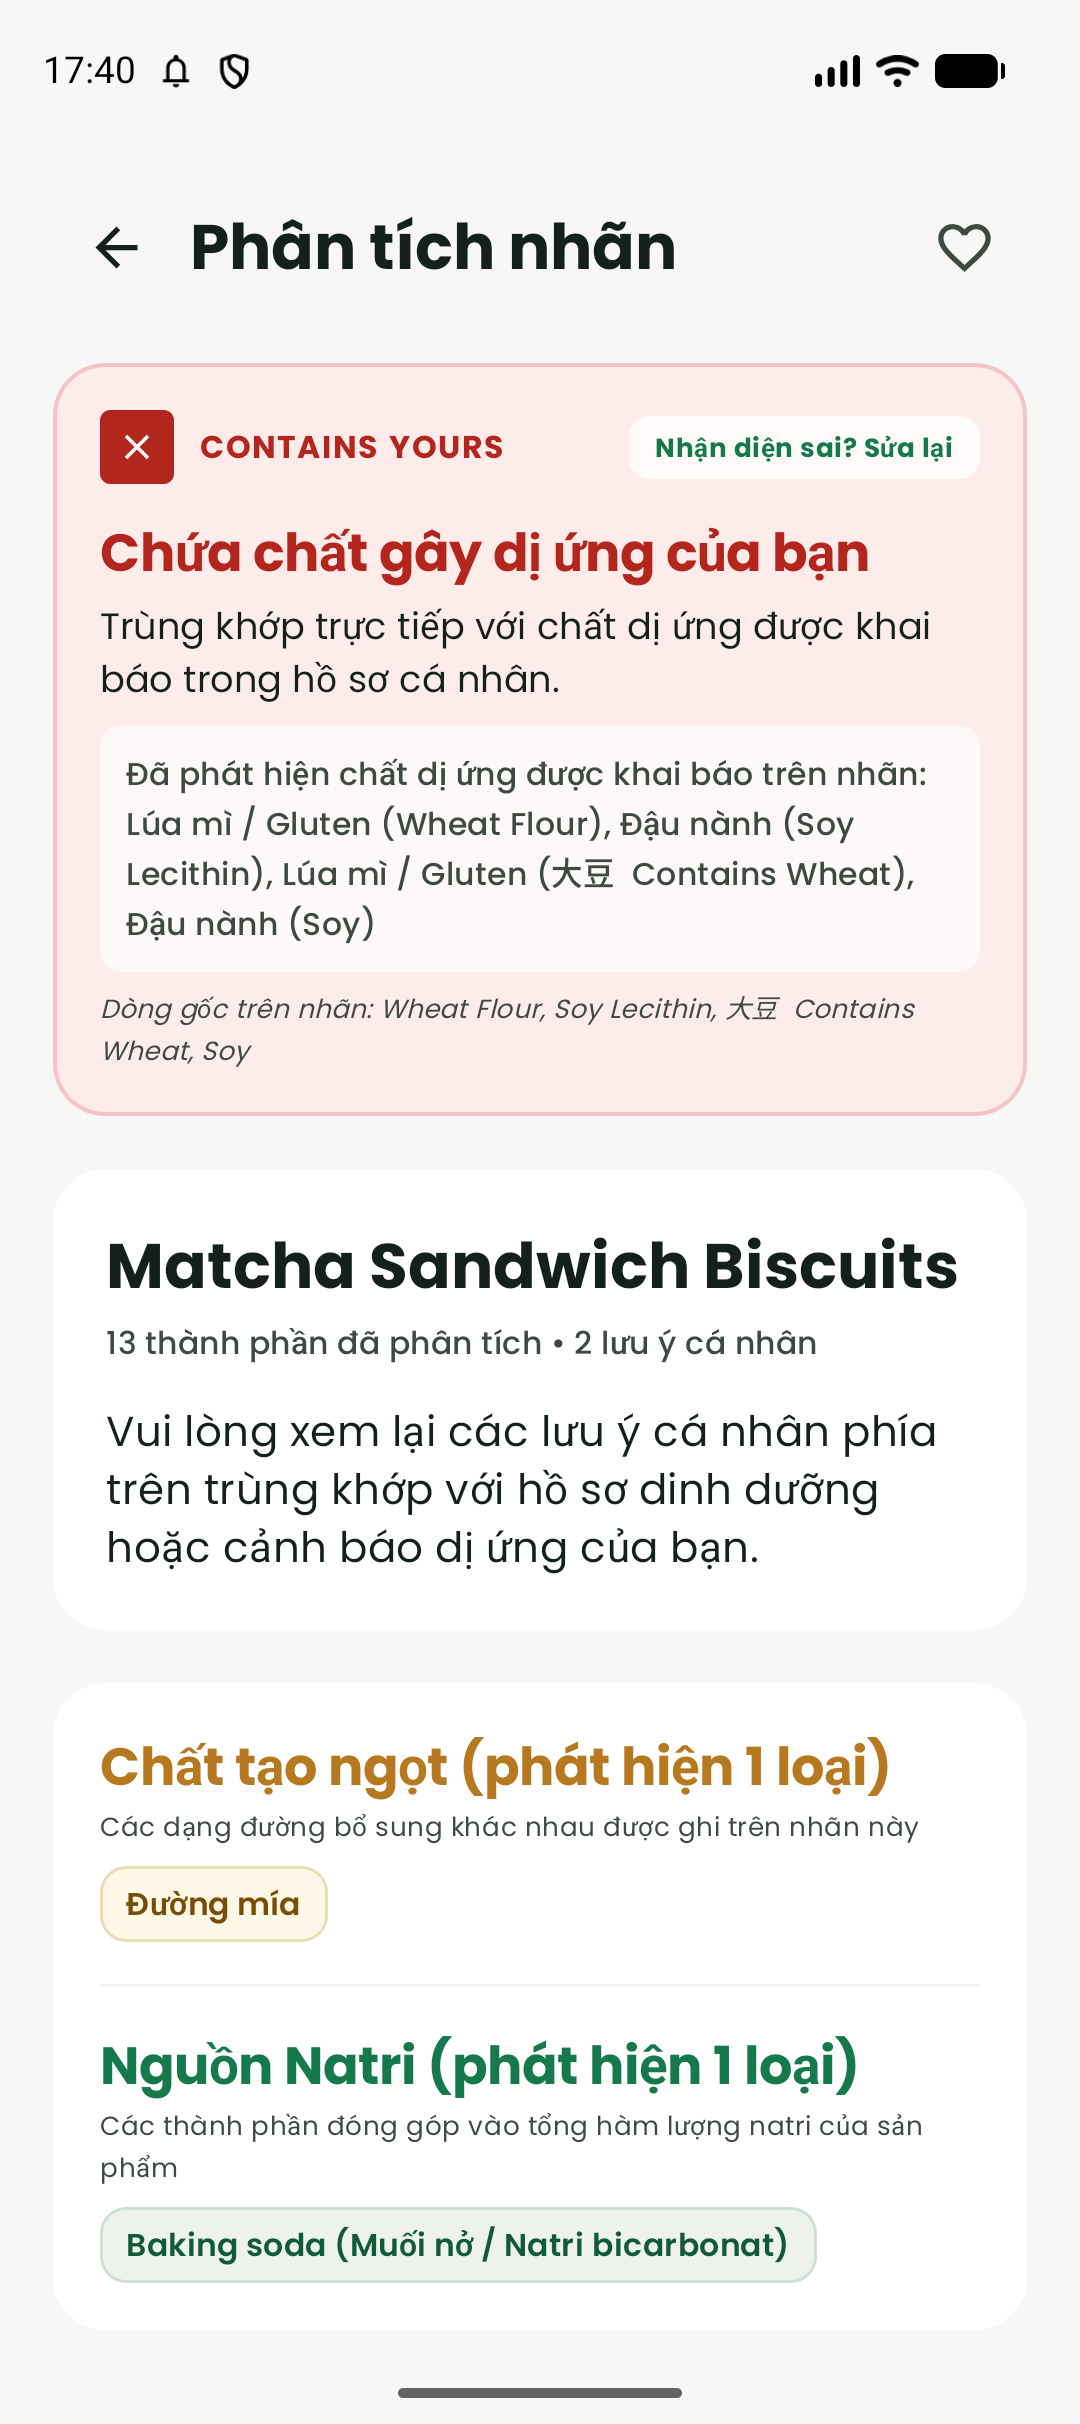 17:40
Phân tích nhãn
CONTAINS YOURS
Nhận diện sai? Sửa lại
Chứa chất gây dị ứng của bạn
Trùng khớp trực tiếp với chất dị ứng được khai
báo trong hồ sơ cá nhân.
Đã phát hiện chất dị ứng được khai báo trên nhãn:
Lúa mì / Gluten (Wheat Flour), Đậu nành (Soy
Lecithin), Lúa mì / Gluten (大豆 Contains Wheat),
Đậu nành (Soy)
Dòng gốc trên nhãn: Wheat Flour, Soy Lecithin, 大豆 Contains
Wheat, Soy
Matcha Sandwich Biscuits
13 thành phần đã phân tích • 2 lưu ý cá nhân
Vui lòng xem lại các lưu ý cá nhân phía
trên trùng khớp với hồ sơ dinh dưỡng
hoặc cảnh báo dị ứng của bạn.
Chất tạo ngọt (phát hiện 1 loại)
Các dạng đường bổ sung khác nhau được ghi trên nhãn này
Đường mía
Nguồn Natri (phát hiện 1 loại)
Các thành phần đóng góp vào tổng hàm lượng natri của sản
phẩm
Baking soda (Muối nở / Natri bicarbonat)